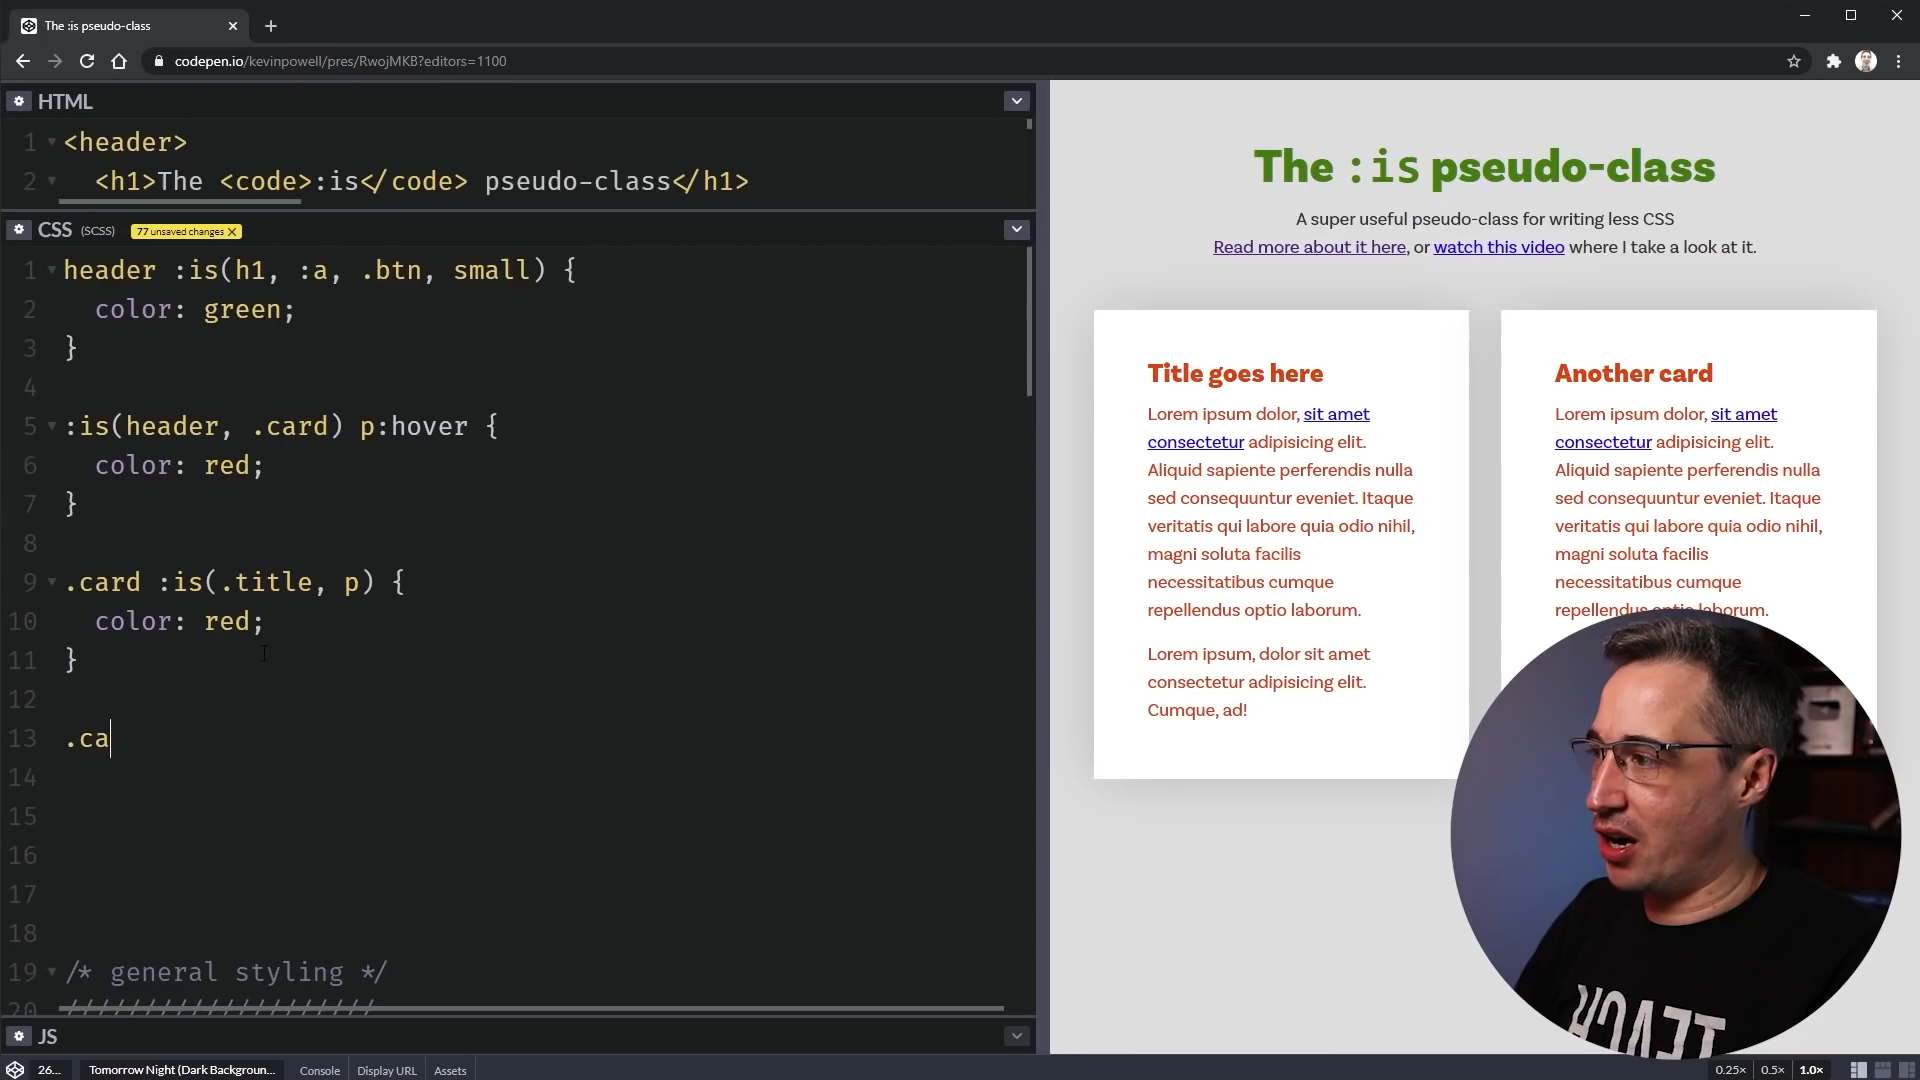 The :is pseudo-class
codepen.io/kevinpowell/pres/RwojMKB?editors=1100
HTML
1 <header>
2 <h1>The <code>:is</code> pseudo-class</h1>
CSS (SCSS) 77 unsaved changes ×
1 header :is(h1, :a, .btn, small) {
2 color: green;
3 }
4
5 :is(header, .card) p:hover {
6 color: red;
7 }
8
9 .card :is(.title, p) {
10 color: red;
11 }
12
13 .ca
14
15
16
17
18
19 /* general styling */
20 ////////////////////
JS
26... Tomorrow Night (Dark Backgroun... Console Display URL Assets
0.25× 0.5× 1.0×
The :is pseudo-class
A super useful pseudo-class for writing less CSS
Read more about it here, or watch this video where I take a look at it.
Title goes here
Lorem ipsum dolor, sit amet
consectetur adipisicing elit.
Aliquid sapiente perferendis nulla
sed consequuntur eveniet. Itaque
veritatis qui labore quia odio nihil,
magni soluta facilis
necessitatibus cumque
repellendus optio laborum.
Lorem ipsum, dolor sit amet
consectetur adipisicing elit.
Cumque, ad!
Another card
Lorem ipsum dolor, sit amet
consectetur adipisicing elit.
Aliquid sapiente perferendis nulla
sed consequuntur eveniet. Itaque
veritatis qui labore quia odio nihil,
magni soluta facilis
necessitatibus cumque
repellendus optio laborum.